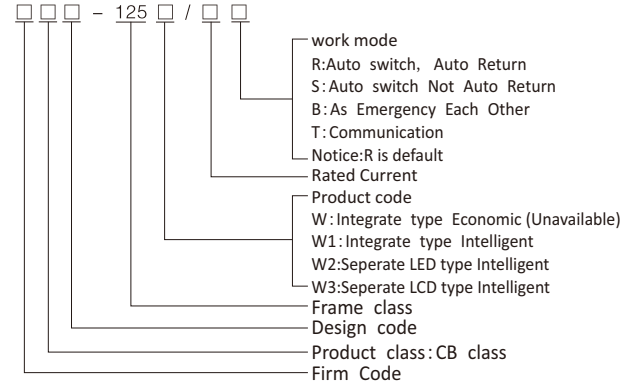 □ □ □ - 125 □ / □ □
work mode
R:Auto switch, Auto Return
S:Auto switch Not Auto Return
B:As Emergency Each Other
T:Communication
Notice:R is default
Rated Current
Product code
W:Integrate type Economic(Unavailable)
W1:Integrate type Intelligent
W2:Seperate LED type Intelligent
W3:Seperate LCD type Intelligent
Frame class
Design code
Product class:CB class
Firm Code